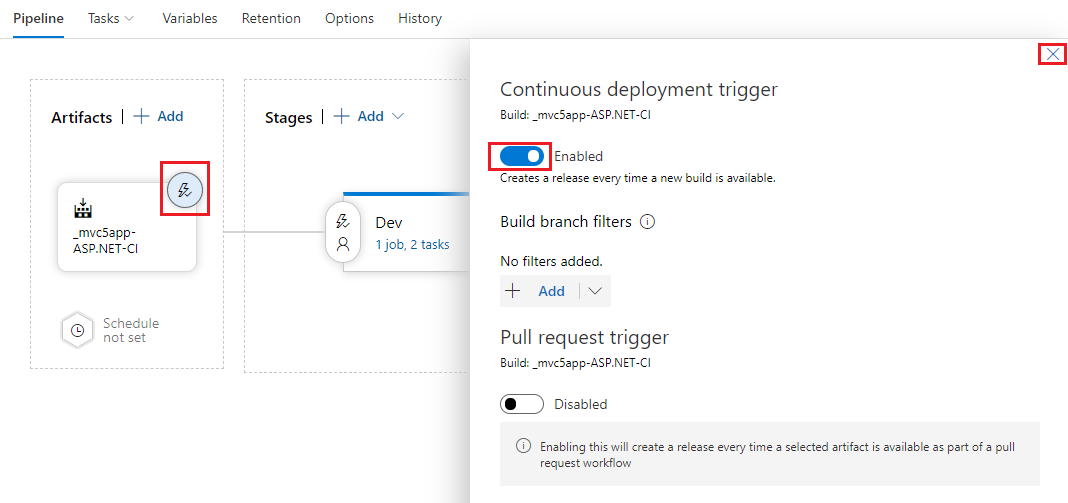 Pipeline Tasks Variables Retention Options History
Artifacts | Add
_mvc5app-
ASP.NET-CI
Schedule
not set
Stages | Add
Dev
1 job, 2 tasks
Continuous deployment trigger
Build: _mvc5app-ASP.NET-CI
Enabled
Creates a release every time a new build is available.
Build branch filters
No filters added.
Add
Pull request trigger
Build: _mvc5app-ASP.NET-CI
Disabled
Enabling this will create a release every time a selected artifact is available as part of a pull
request workflow